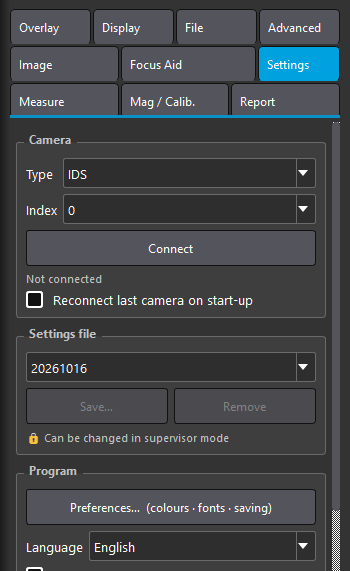 Overlay Display File Advanced
Image Focus Aid Settings
Measure Mag / Calib. Report
Camera
Type IDS
Index 0
Connect
Not connected
Reconnect last camera on start-up
Settings file
20261016
Save... Remove
Can be changed in supervisor mode
Program
Preferences... (colours · fonts · saving)
Language English